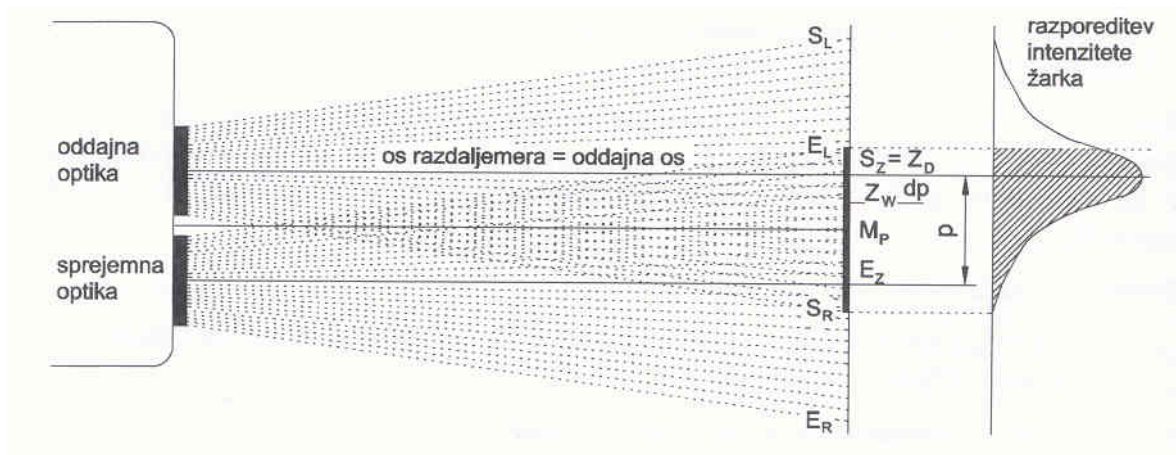 razporeditev
intenzitete
žarka
S_L
oddajna
optika
os razdaljemera = oddajna os
E_L
S_Z = Z_D
Z_W dp
M_P
p
sprejemna
optika
E_Z
S_R
E_R